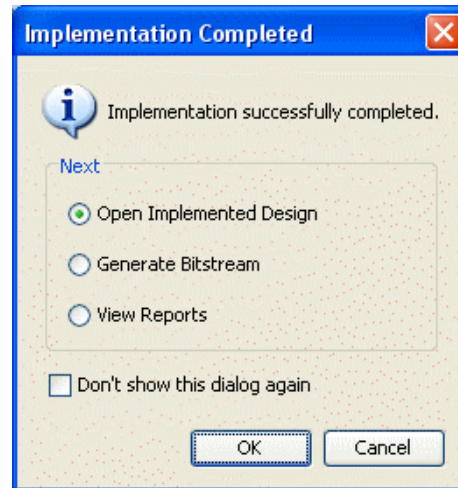 Implementation Completed
Implementation successfully completed.
Next
Open Implemented Design
Generate Bitstream
View Reports
Don't show this dialog again
OK Cancel